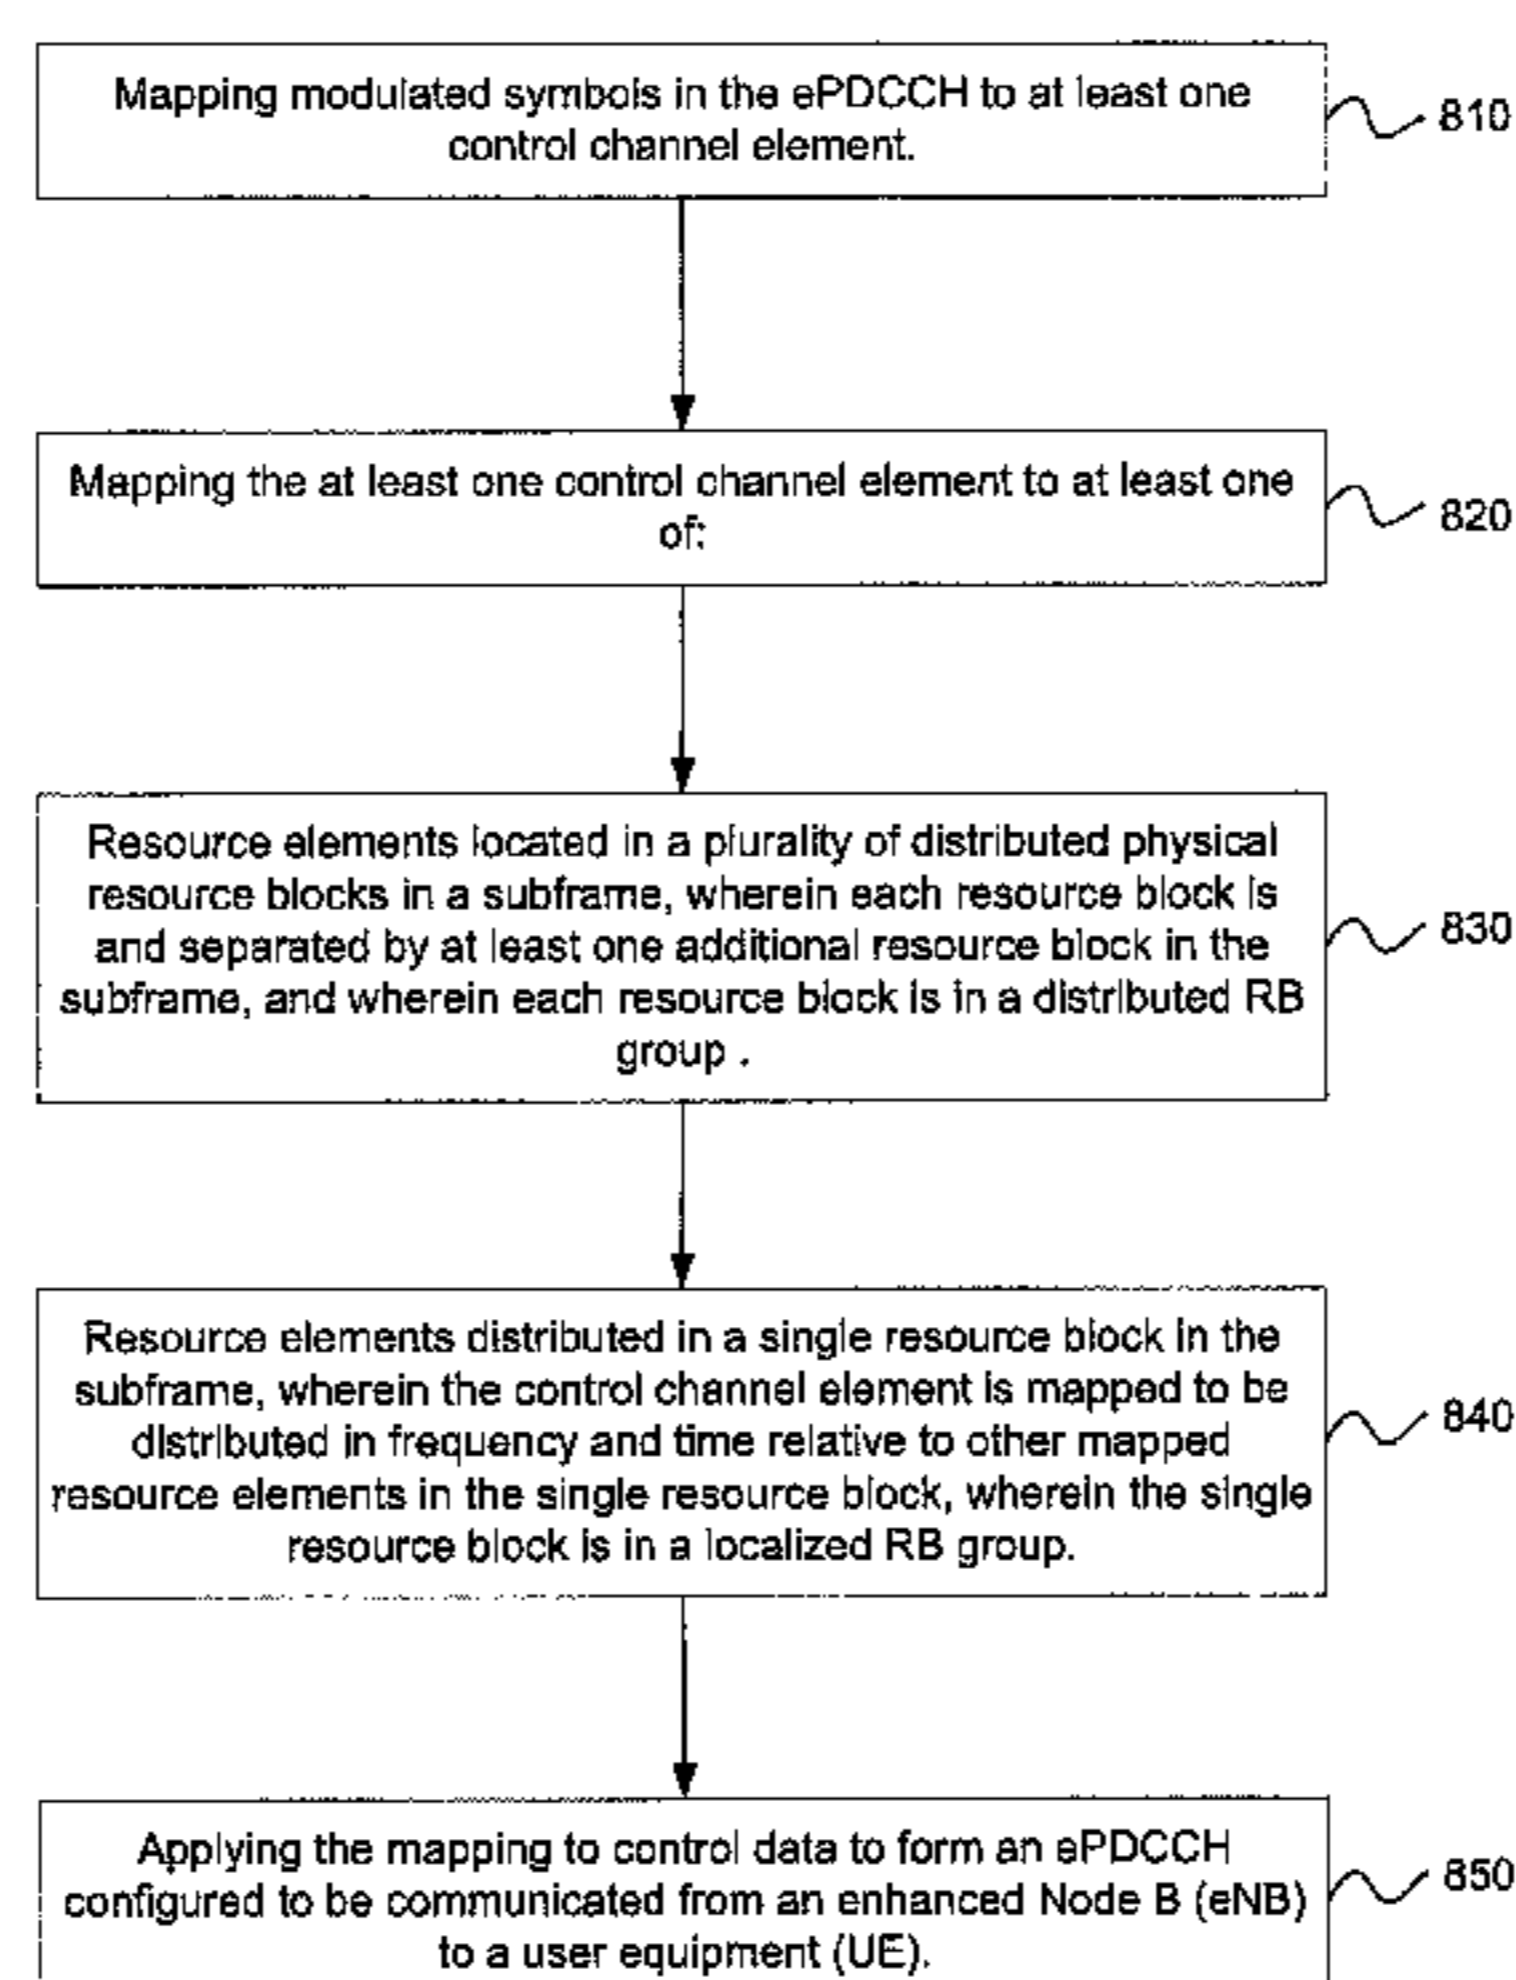 Mapping modulated symbols in the ePDCCH to at least one
control channel element.
810
Mapping the at least one control channel element to at least one
of:
820
Resource elements located in a plurality of distributed physical
resource blocks in a subframe, wherein each resource block is
and separated by at least one additional resource block in the
subframe, and wherein each resource block is in a distributed RB
group .
830
Resource elements distributed in a single resource block in the
subframe, wherein the control channel element is mapped to be
distributed in frequency and time relative to other mapped
resource elements in the single resource block, wherein the single
resource block is in a localized RB group.
840
Applying the mapping to control data to form an ePDCCH
configured to be communicated from an enhanced Node B (eNB)
to a user equipment (UE).
850